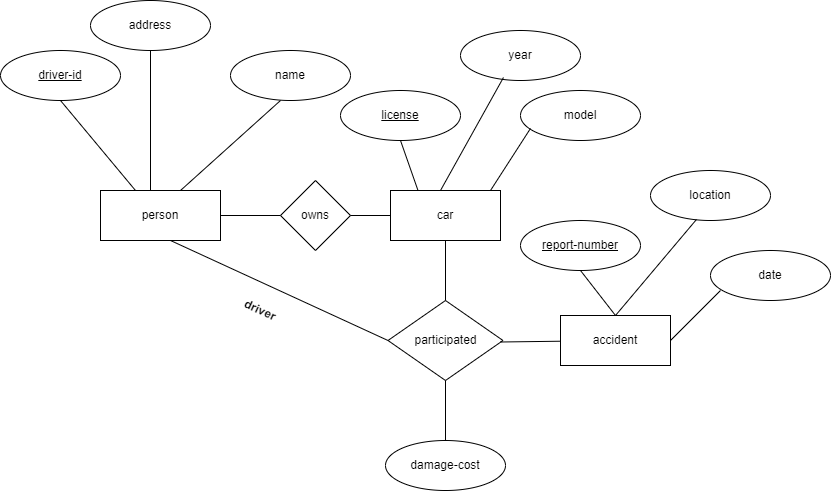 address
driver-id
name
year
license
model
location
person
owns
car
report-number
date
driver
participated
accident
damage-cost